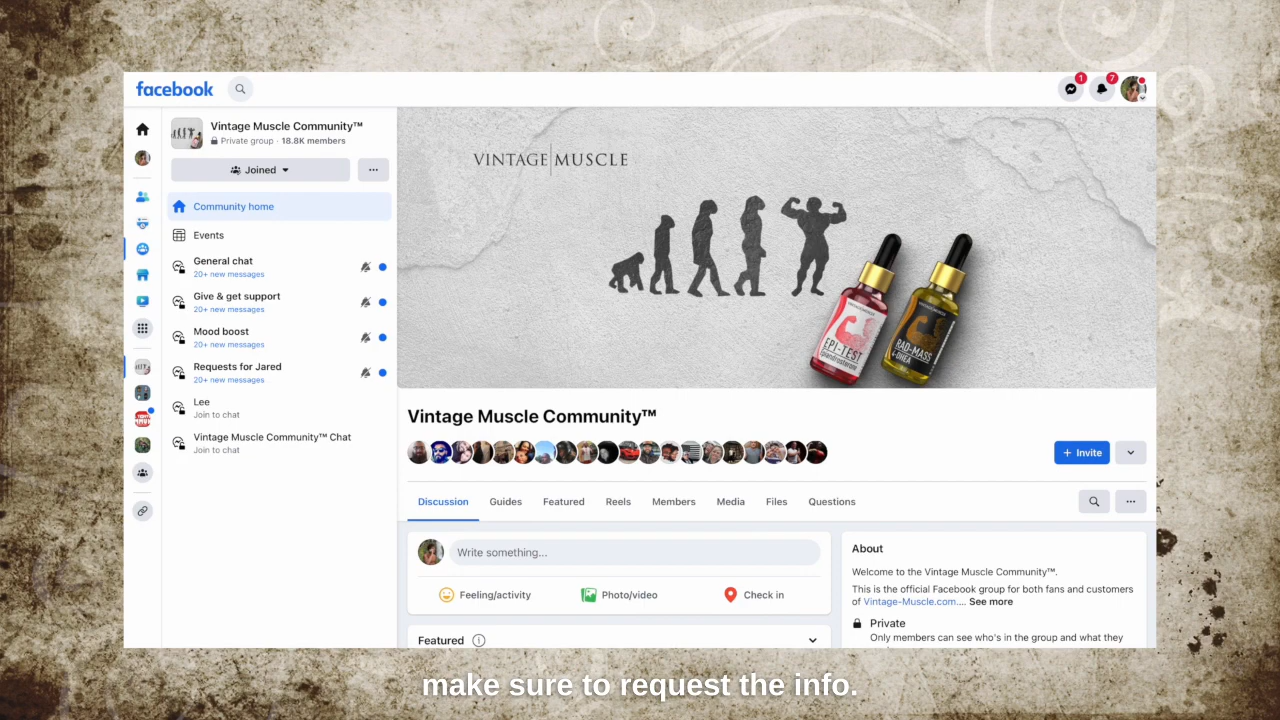 facebook
1
7
Vintage Muscle Community™
Private group · 18.8K members
Joined
Community home
Events
General chat
20+ new messages
Give & get support
20+ new messages
Mood boost
20+ new messages
Requests for Jared
20+ new messages
Lee
Join to chat
Vintage Muscle Community™ Chat
Join to chat
VINTAGE MUSCLE
EPI-TEST
Epiandrosterone
RAD-MASS
4-DHEA
Vintage Muscle Community™
+ Invite
Discussion Guides Featured Reels Members Media Files Questions
Write something...
Feeling/activity Photo/video Check in
Featured
About
Welcome to the Vintage Muscle Community™.
This is the official Facebook group for both fans and customers
of Vintage-Muscle.com.... See more
Private
Only members can see who's in the group and what they
make sure to request the info.